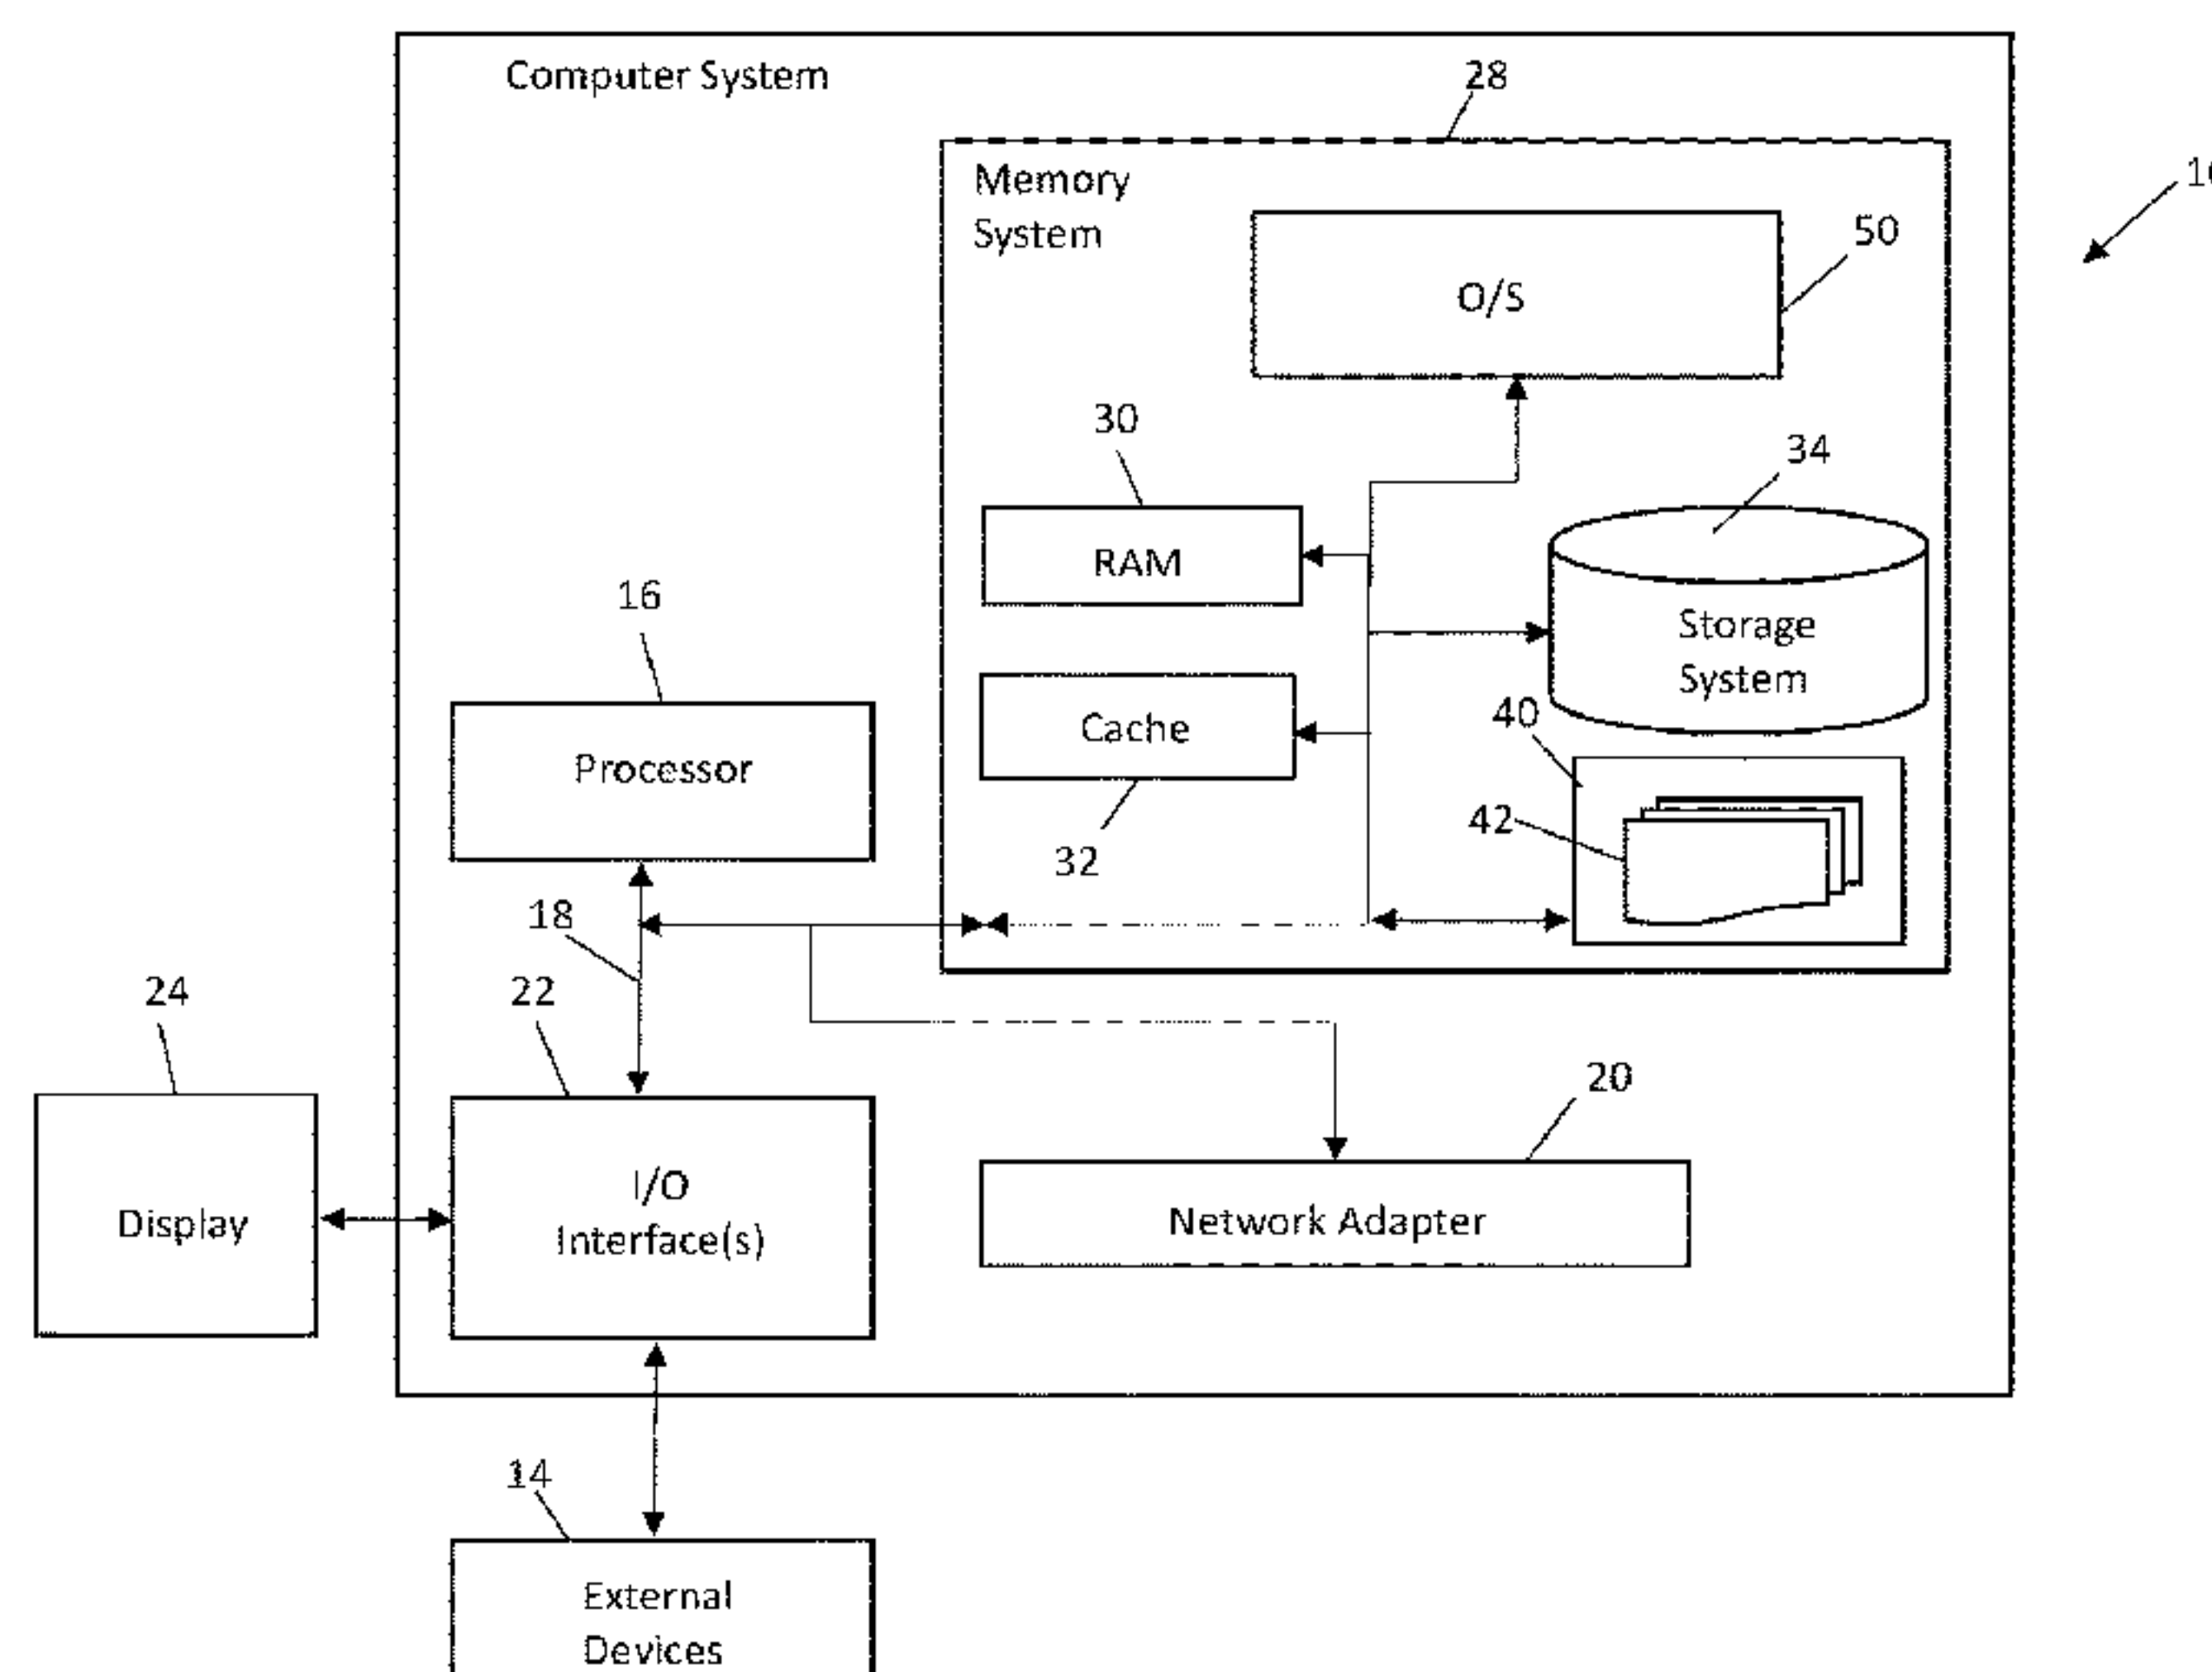 Computer System
28
Memory
System
50
O/S
30
34
RAM
16
Storage
System
40
Cache
Processor
42
32
18
24
22
20
I/O
Interface(s)
Display
Network Adapter
14
External
Devices